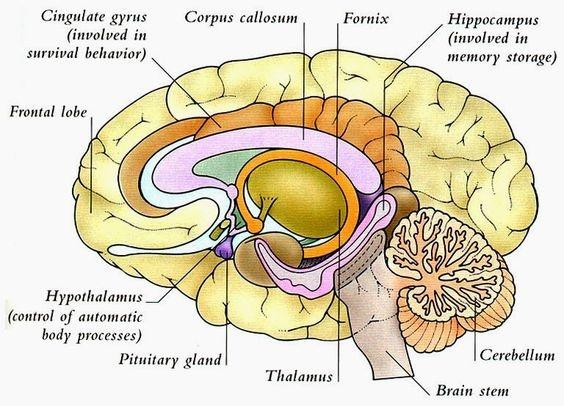 Cingulate gyrus
(involved in
survival behavior)
Corpus callosum
Fornix
Hippocampus
(involved in
memory storage)
Frontal lobe
Hypothalamus
(control of automatic
body processes)
Pituitary gland
Thalamus
Brain stem
Cerebellum